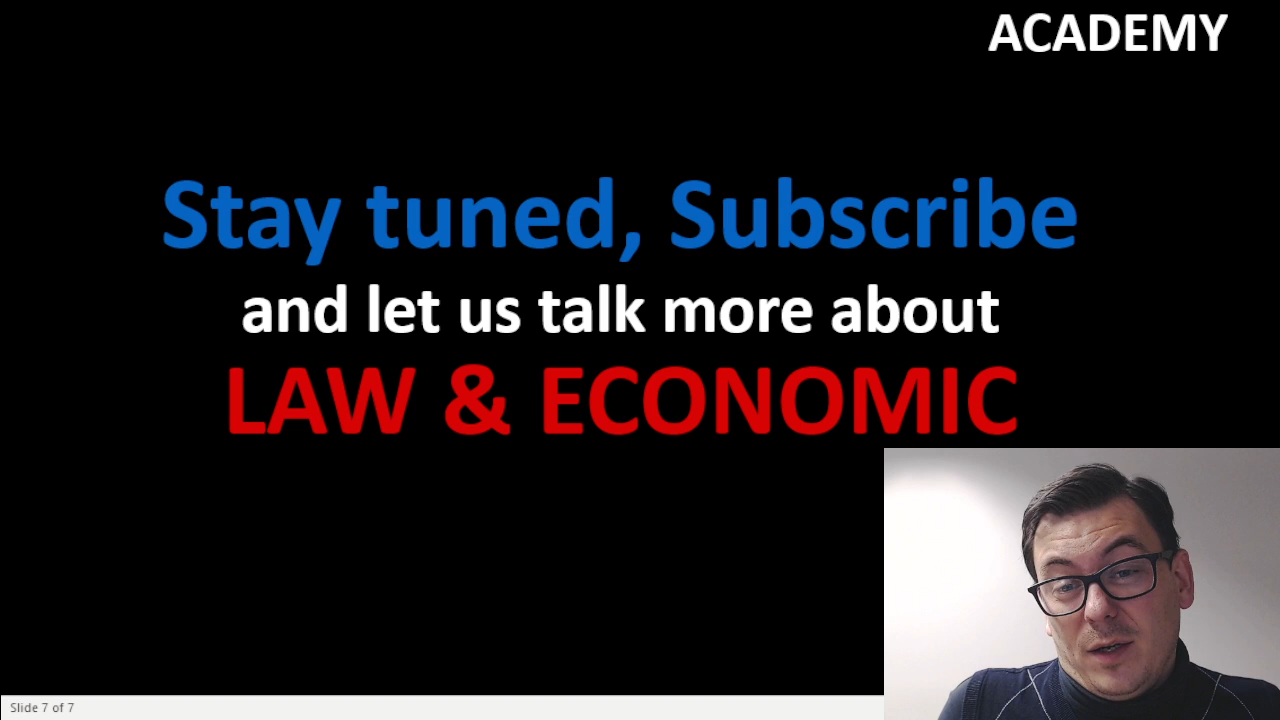 ACADEMY
Stay tuned, Subscribe
and let us talk more about
LAW & ECONOMIC
Slide 7 of 7